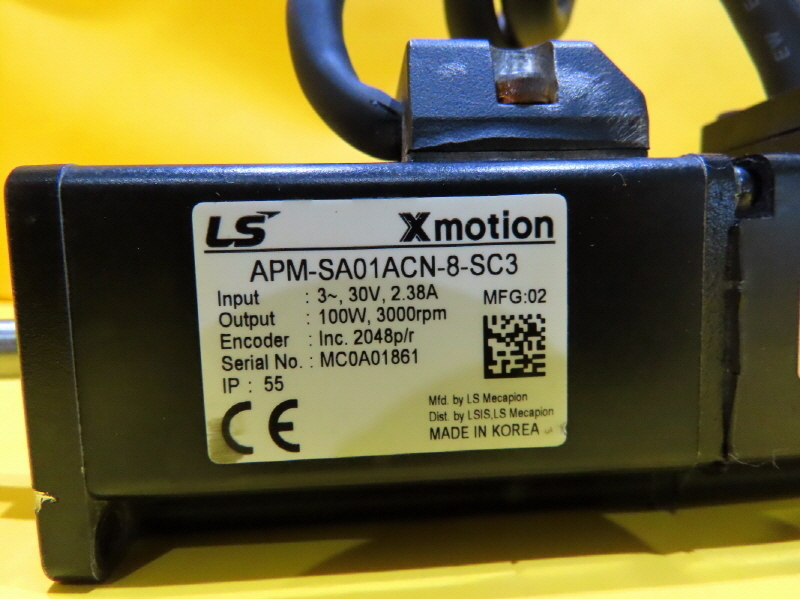 EW E
LS Xmotion
APM-SA01ACN-8-SC3
Input : 3~, 30V, 2.38A MFG:02
Output : 100W, 3000rpm
Encoder : Inc. 2048p/r
Serial No. : MC0A01861
IP : 55
CE
Mfd. by LS Mecapion
Dist. by LSIS,LS Mecapion
MADE IN KOREA